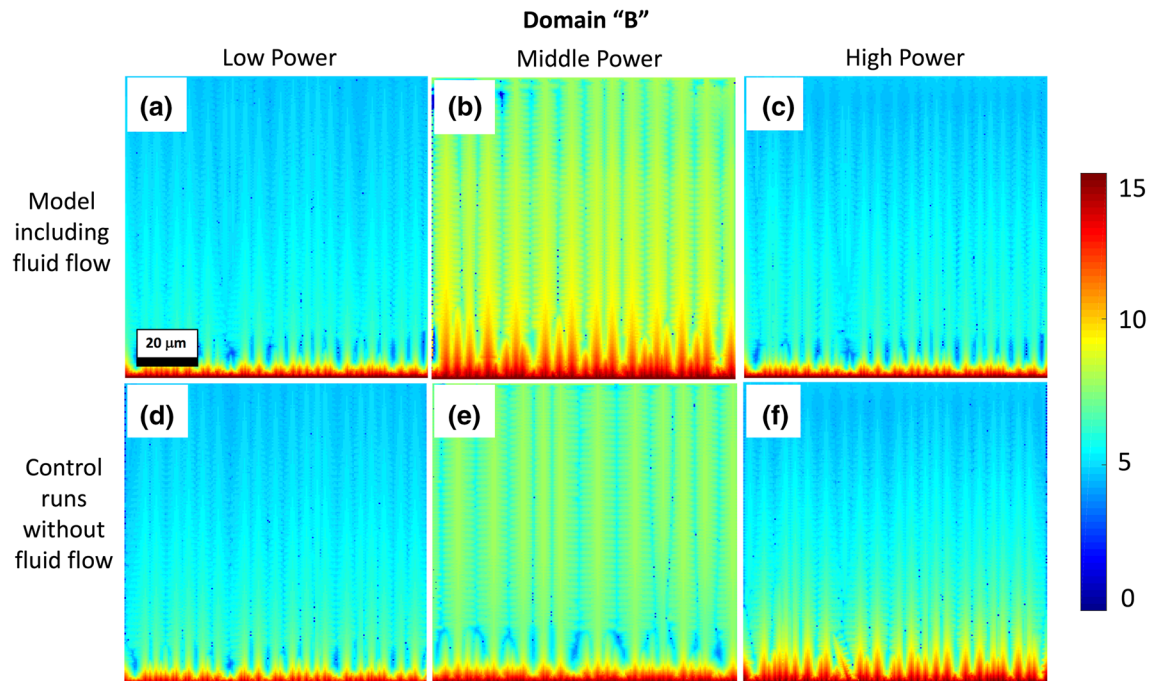 Domain “B”
Low Power
Middle Power
High Power
(a)
(b)
(c)
Model
including
fluid flow
20 μm
15
10
5
0
(d)
(e)
(f)
Control
runs
without
fluid flow